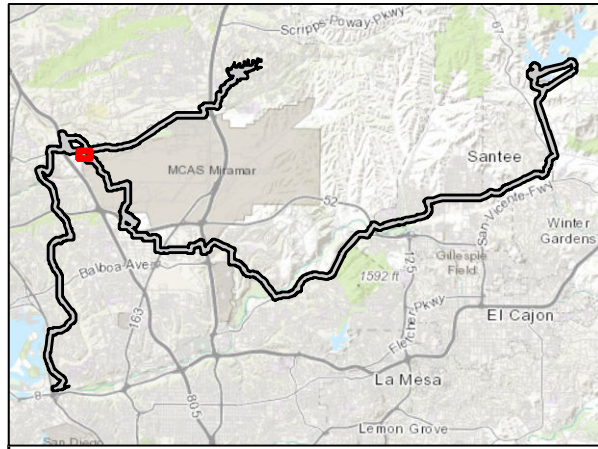 Scripps-Poway-Pkwy
67
Santee
MCAS Miramar
52
San-Vicente-Fwy
Winter
Gardens
Balboa-Avenu
125
Gillespie
Field
1592 ft
163
Fletcher Pkwy
El Cajon
8
805
La Mesa
Lemon Grove
San Diego